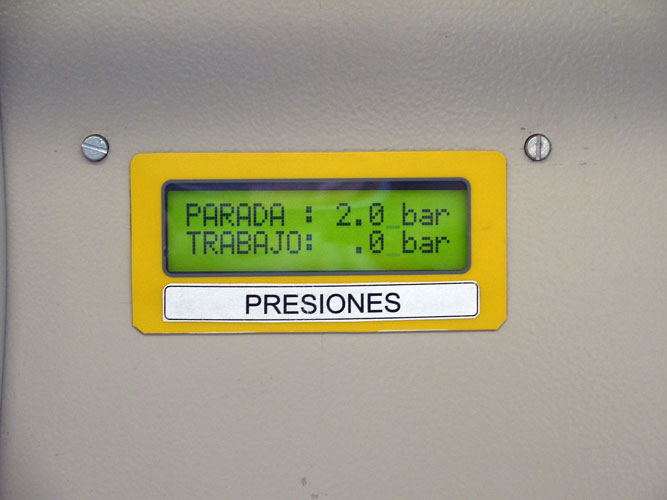 PARADA : 2.0 bar
TRABAJO: .0 bar
PRESIONES